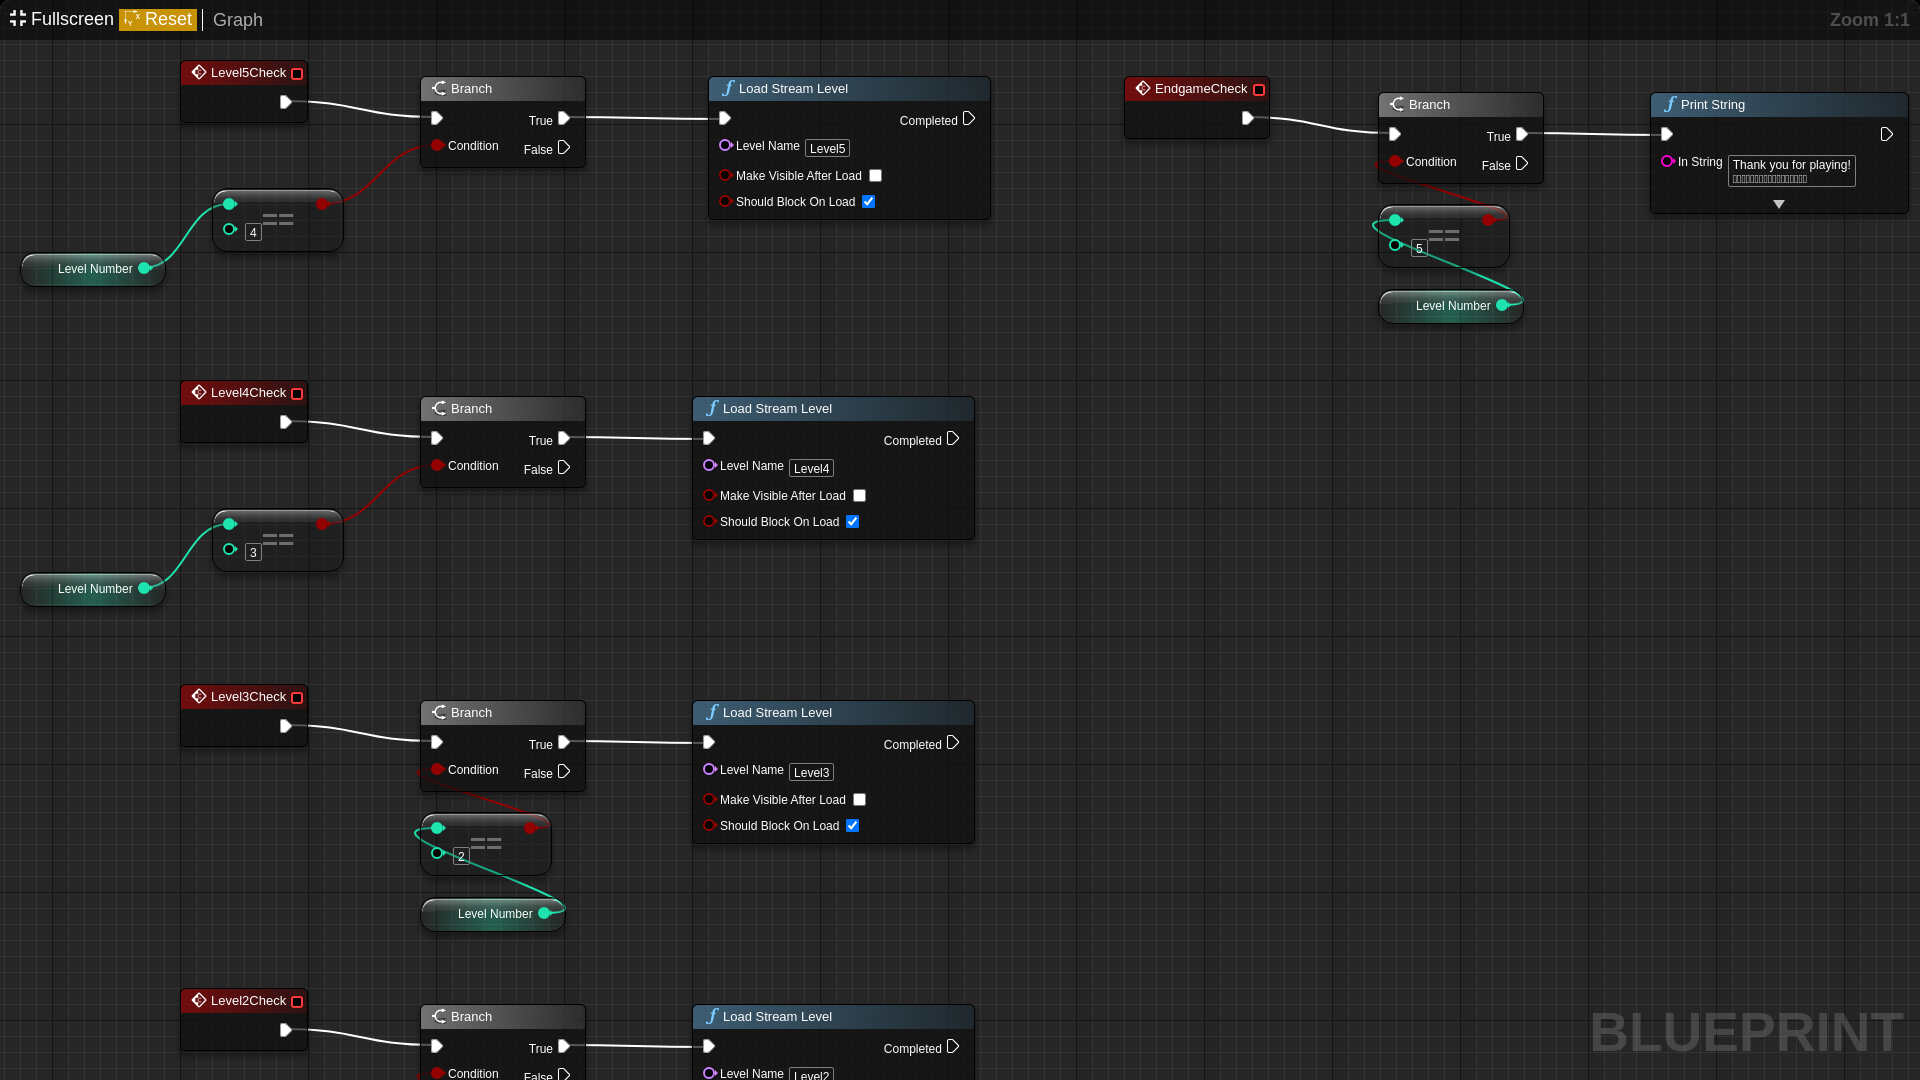 Fullscreen Reset Graph
Zoom 1:1
Level5Check
Branch
True
Condition
False
Load Stream Level
Completed
Level Name Level5
Make Visible After Load
Should Block On Load
==
4
Level Number
EndgameCheck
Branch
True
Condition
False
Print String
In String Thank you for playing!
==
5
Level Number
Level4Check
Branch
True
Condition
False
Load Stream Level
Completed
Level Name Level4
Make Visible After Load
Should Block On Load
==
3
Level Number
Level3Check
Branch
True
Condition
False
Load Stream Level
Completed
Level Name Level3
Make Visible After Load
Should Block On Load
==
2
Level Number
Level2Check
Branch
True
Condition
False
Load Stream Level
Completed
Level Name Level2
BLUEPRINT